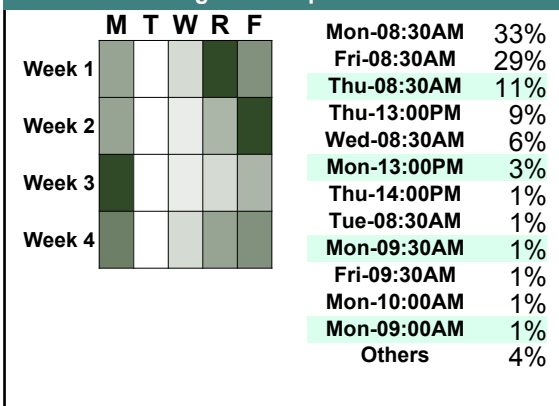 M T W R F
Week 1
Week 2
Week 3
Week 4
Mon-08:30AM 33%
Fri-08:30AM 29%
Thu-08:30AM 11%
Thu-13:00PM 9%
Wed-08:30AM 6%
Mon-13:00PM 3%
Thu-14:00PM 1%
Tue-08:30AM 1%
Mon-09:30AM 1%
Fri-09:30AM 1%
Mon-10:00AM 1%
Mon-09:00AM 1%
Others 4%